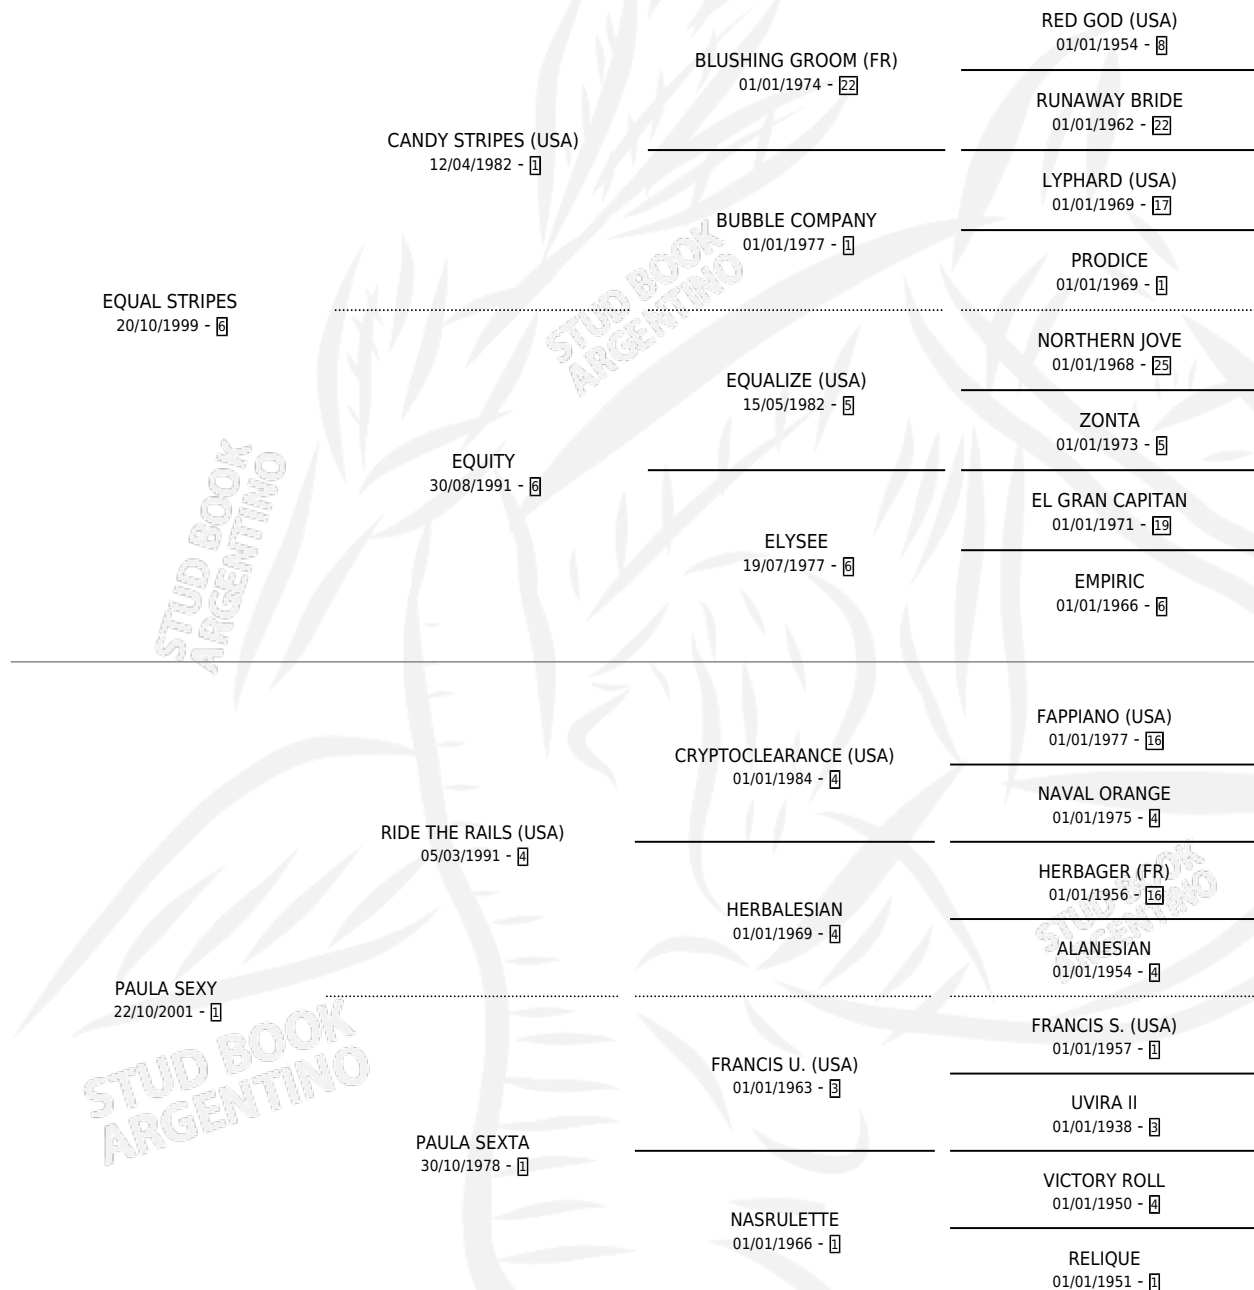 RED GOD (USA)
01/01/1954 - 8
BLUSHING GROOM (FR)
01/01/1974 - 22
RUNAWAY BRIDE
01/01/1962 - 22
CANDY STRIPES (USA)
12/04/1982 - 1
LYPHARD (USA)
01/01/1969 - 17
BUBBLE COMPANY
01/01/1977 - 1
PRODICE
01/01/1969 - 1
EQUAL STRIPES
20/10/1999 - 6
NORTHERN JOVE
01/01/1968 - 25
EQUALIZE (USA)
15/05/1982 - 5
ZONTA
01/01/1973 - 5
EQUITY
30/08/1991 - 6
EL GRAN CAPITAN
01/01/1971 - 19
ELYSEE
19/07/1977 - 6
EMPIRIC
01/01/1966 - 6
FAPPIANO (USA)
01/01/1977 - 16
CRYPTOCLEARANCE (USA)
01/01/1984 - 4
NAVAL ORANGE
01/01/1975 - 4
RIDE THE RAILS (USA)
05/03/1991 - 4
HERBAGER (FR)
01/01/1956 - 16
HERBALESIAN
01/01/1969 - 4
ALANESIAN
01/01/1954 - 4
PAULA SEXY
22/10/2001 - 1
FRANCIS S. (USA)
01/01/1957 - 1
FRANCIS U. (USA)
01/01/1963 - 3
UVIRA II
01/01/1938 - 3
PAULA SEXTA
30/10/1978 - 1
VICTORY ROLL
01/01/1950 - 4
NASRULETTE
01/01/1966 - 1
RELIQUE
01/01/1951 - 1
STUD BOOK
ARGENTINO
STUD BOOK
ARGENTINO
STUD BOOK
ARGENTINO
STUD BOOK
ARGENTINO